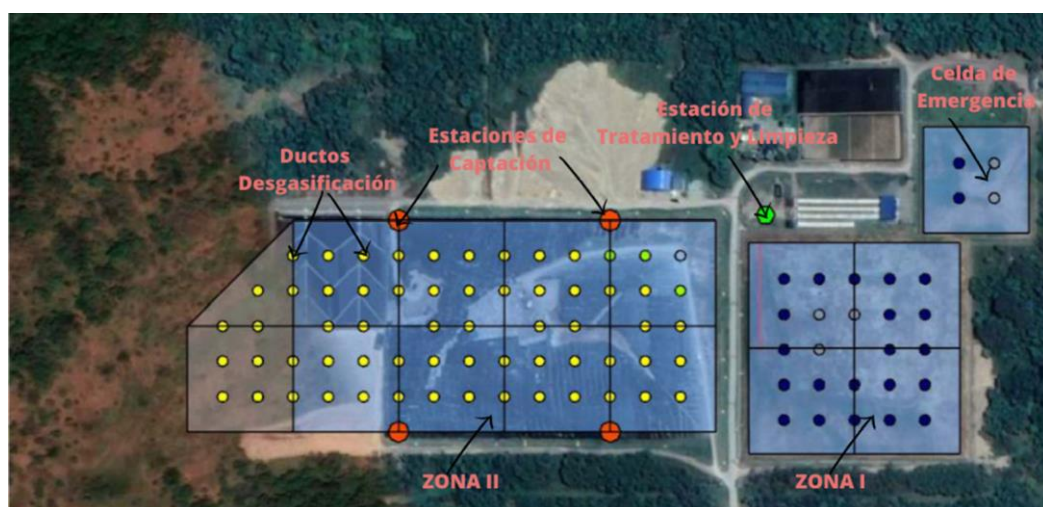 Celda de
Emergencia
Estación de
Tratamiento y Limpieza
Estaciones de
Captación
Ductos
Desgasificación
ZONA II
ZONA I